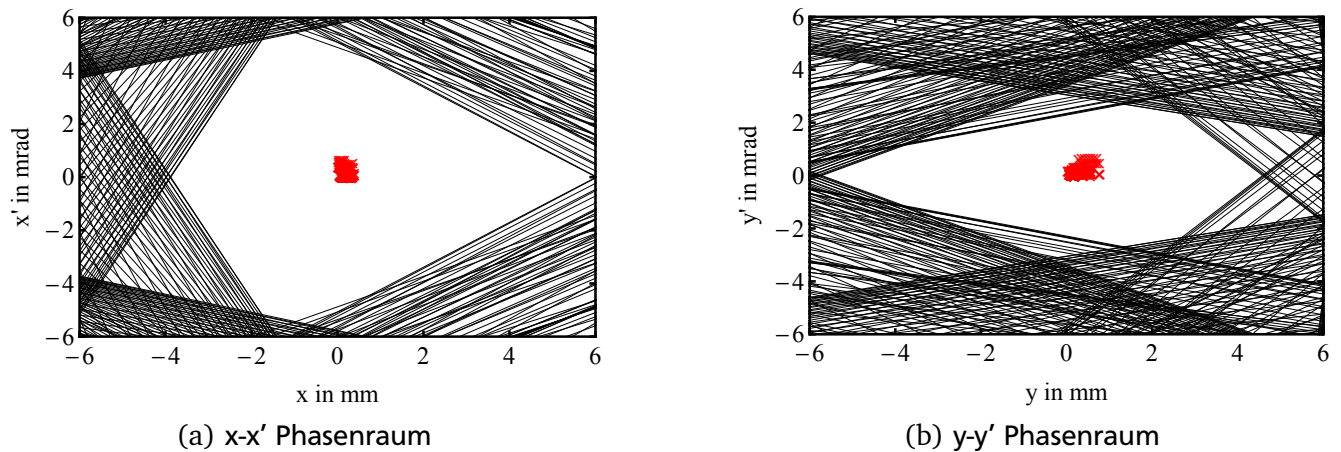 6
4
2
0
−2
−4
−6
x' in mrad
−6 −4 −2 0 2 4 6
x in mm
(a) x-x′ Phasenraum
6
4
2
0
−2
−4
−6
y' in mrad
−6 −4 −2 0 2 4 6
y in mm
(b) y-y′ Phasenraum